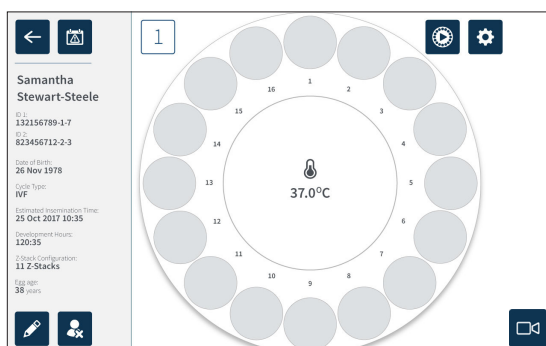 Samantha
Stewart-Steele
ID 1:
132156789-1-7
ID 2:
823456712-2-3
Date of Birth:
26 Nov 1978
Cycle Type:
IVF
Estimated Insemination Time:
25 Oct 2017 10:35
Development Hours:
120:35
Z-Stack Configuration:
11 Z-Stacks
Egg age:
38 years
1
1
2
3
4
5
6
7
8
9
10
11
12
13
14
15
16
37.0°C